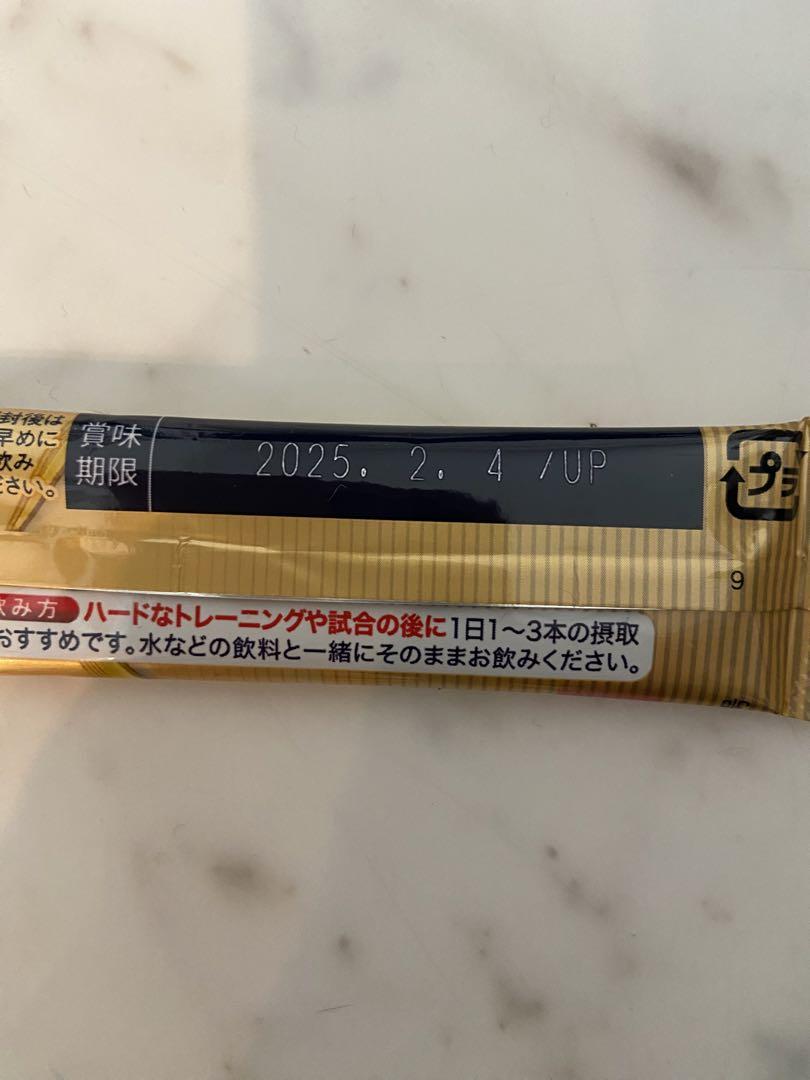 封後は
早めに
飲み
ださい。
賞味
期限
2025. 2. 4 /UP
プラ
9
飲み方 ハードなトレーニングや試合の後に1日1〜3本の摂取
おすすめです。水などの飲料と一緒にそのままお飲みください。